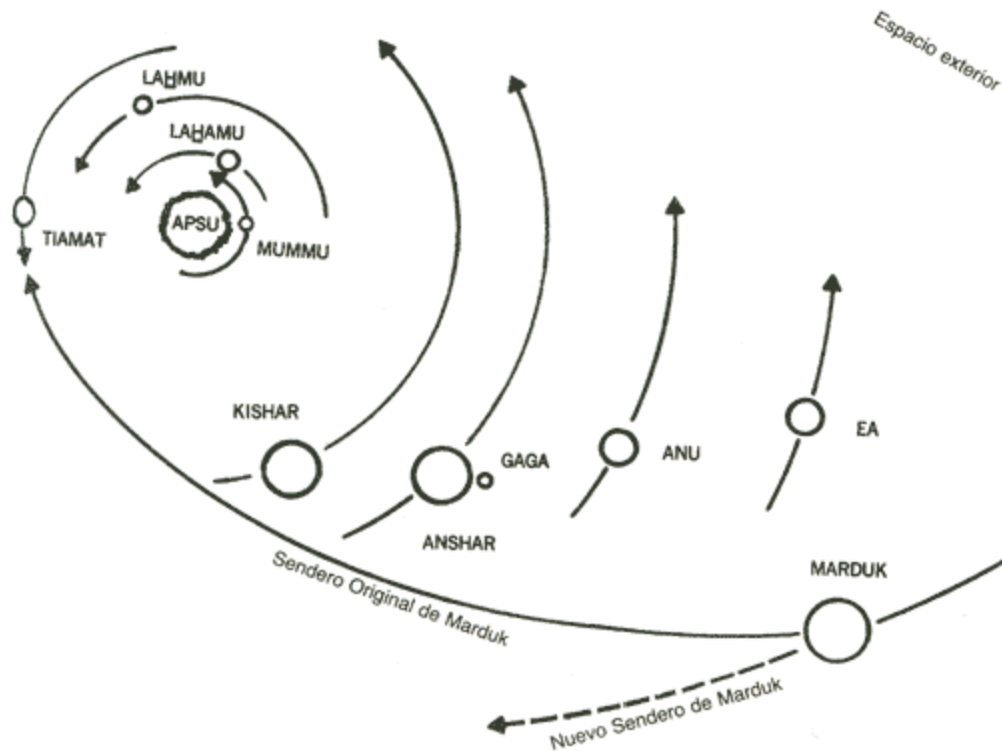 Espacio exterior
LAḪMU
LAḪAMU
APSU
TIAMAT
MUMMU
KISHAR
GAGA
ANU
EA
ANSHAR
MARDUK
Sendero Original de Marduk
Nuevo Sendero de Marduk